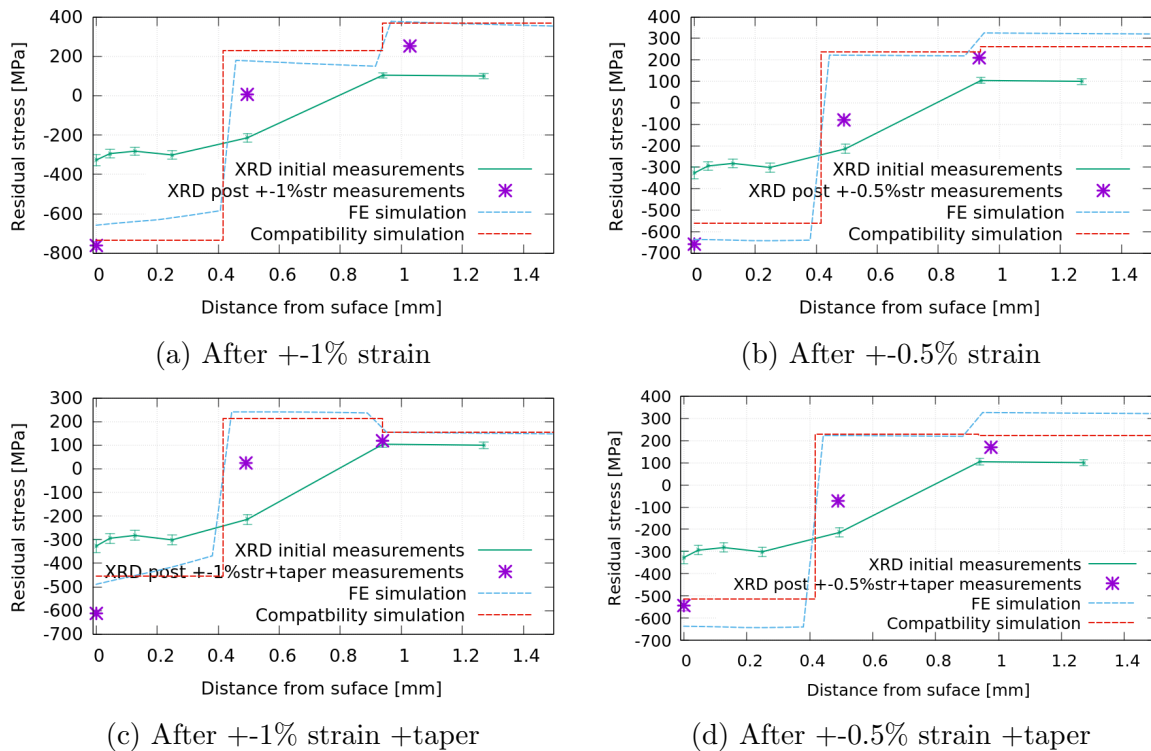 400
200
0
-200
-400
-600
-800
Residual stress [MPa]
XRD initial measurements
XRD post +-1%str measurements
FE simulation
Compatibility simulation
0 0.2 0.4 0.6 0.8 1 1.2 1.4
Distance from suface [mm]
(a) After +-1% strain
400
300
200
100
0
-100
-200
-300
-400
-500
-600
-700
Residual stress [MPa]
XRD initial measurements
XRD post +-0.5%str measurements
FE simulation
Compatibility simulation
0 0.2 0.4 0.6 0.8 1 1.2 1.4
Distance from suface [mm]
(b) After +-0.5% strain
300
200
100
0
-100
-200
-300
-400
-500
-600
-700
Residual stress [MPa]
XRD initial measurements
XRD post +-1%str+taper measurements
FE simulation
Compatbility simulation
0 0.2 0.4 0.6 0.8 1 1.2 1.4
Distance from suface [mm]
(c) After +-1% strain +taper
400
300
200
100
0
-100
-200
-300
-400
-500
-600
-700
Residual stress [MPa]
XRD initial measurements
XRD post +-0.5%str+taper measurements
FE simulation
Compatbility simulation
0 0.2 0.4 0.6 0.8 1 1.2 1.4
Distance from suface [mm]
(d) After +-0.5% strain +taper